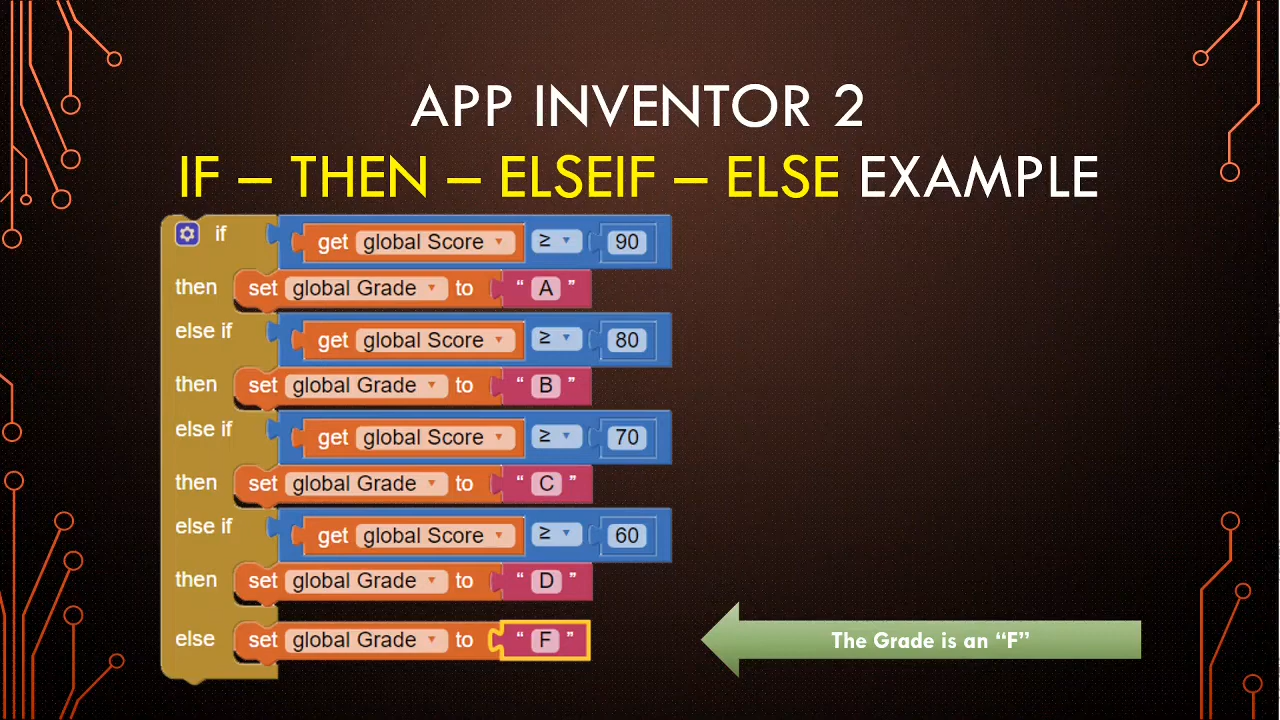 APP INVENTOR 2
IF – THEN – ELSEIF – ELSE EXAMPLE
if get global Score ≥ 90
then set global Grade to “ A ”
else if get global Score ≥ 80
then set global Grade to “ B ”
else if get global Score ≥ 70
then set global Grade to “ C ”
else if get global Score ≥ 60
then set global Grade to “ D ”
else set global Grade to “ F ” The Grade is an “F”